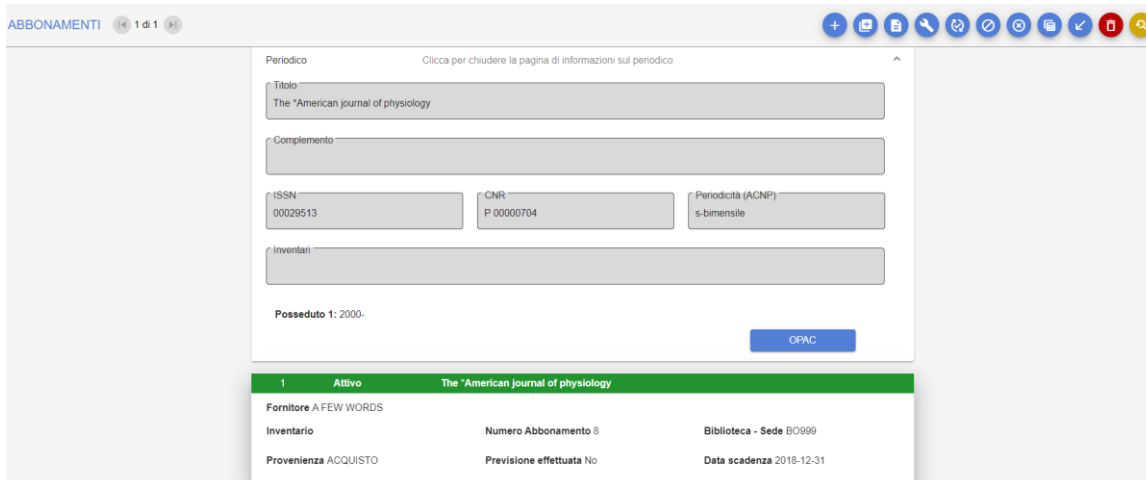 ABBONAMENTI 1 di 1
Periodico Clicca per chiudere la pagina di informazioni sul periodico
Titolo
The *American journal of physiology
Complemento
ISSN CNR Periodicità (ACNP)
00029513 P 00000704 s-bimensile
Inventari
Posseduto 1: 2000-
OPAC
1 Attivo The *American journal of physiology
Fornitore A FEW WORDS
Inventario Numero Abbonamento 8 Biblioteca - Sede BO999
Provenienza ACQUISTO Previsione effettuata No Data scadenza 2018-12-31